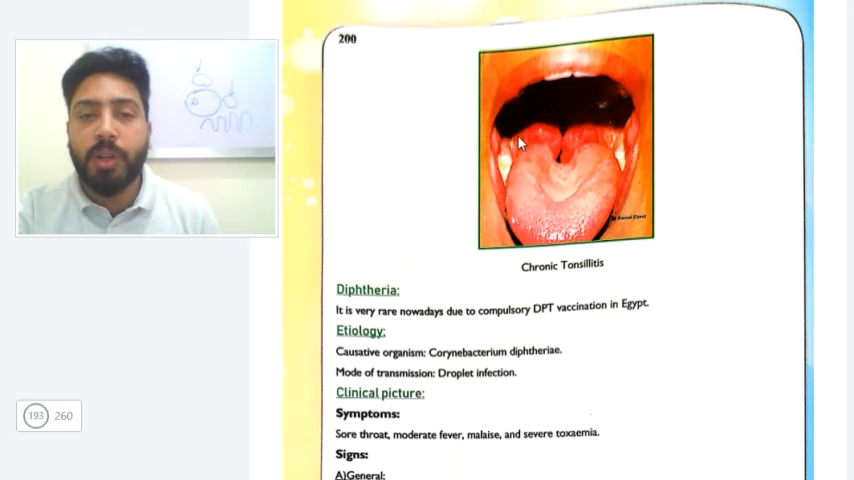 200
Chronic Tonsillitis
Diphtheria:
It is very rare nowadays due to compulsory DPT vaccination in Egypt.
Etiology:
Causative organism: Corynebacterium diphtheriae.
Mode of transmission: Droplet infection.
Clinical picture:
Symptoms:
Sore throat, moderate fever, malaise, and severe toxaemia.
Signs:
A)General:
193 260